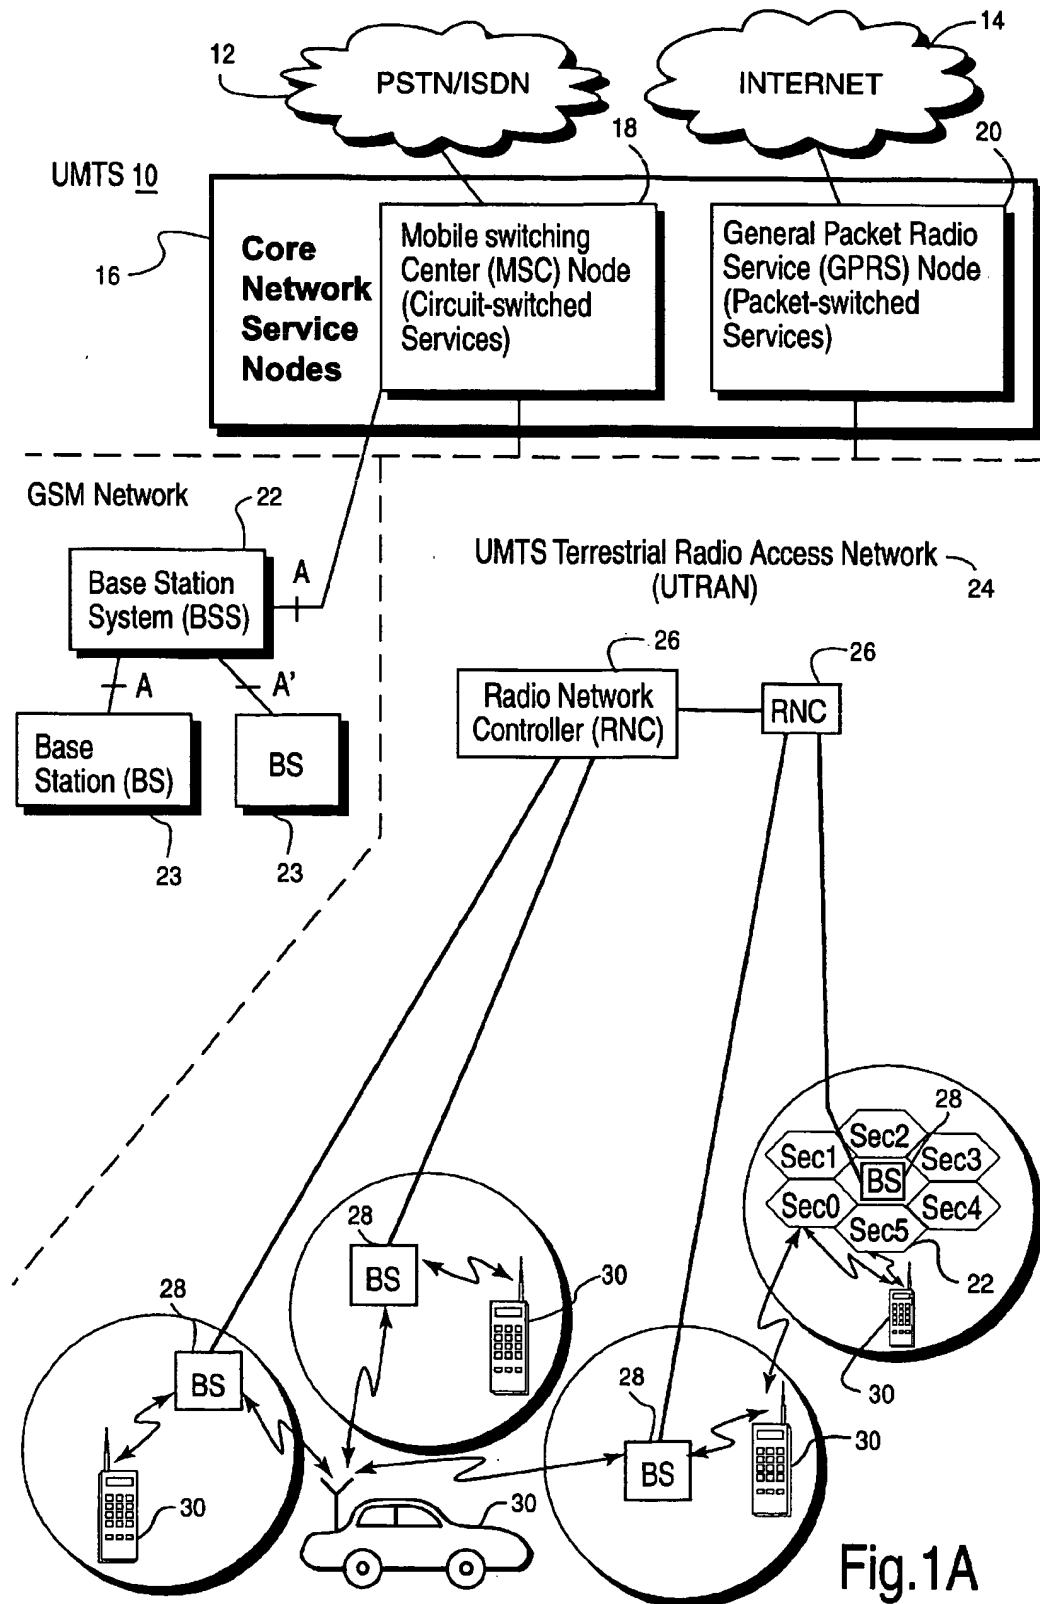 12
PSTN/ISDN
INTERNET
14
18
20
UMTS 10
16
Core
Network
Service
Nodes
Mobile switching
Center (MSC) Node
(Circuit-switched
Services)
General Packet Radio
Service (GPRS) Node
(Packet-switched
Services)
GSM Network
22
Base Station
System (BSS)
A
A
A'
Base
Station (BS)
BS
23
23
UMTS Terrestrial Radio Access Network
(UTRAN)
24
26
Radio Network
Controller (RNC)
26
RNC
28
Sec2
Sec1
Sec3
BS
Sec0
Sec4
Sec5
22
30
28
BS
30
28
BS
30
28
BS
30
30
Fig.1A